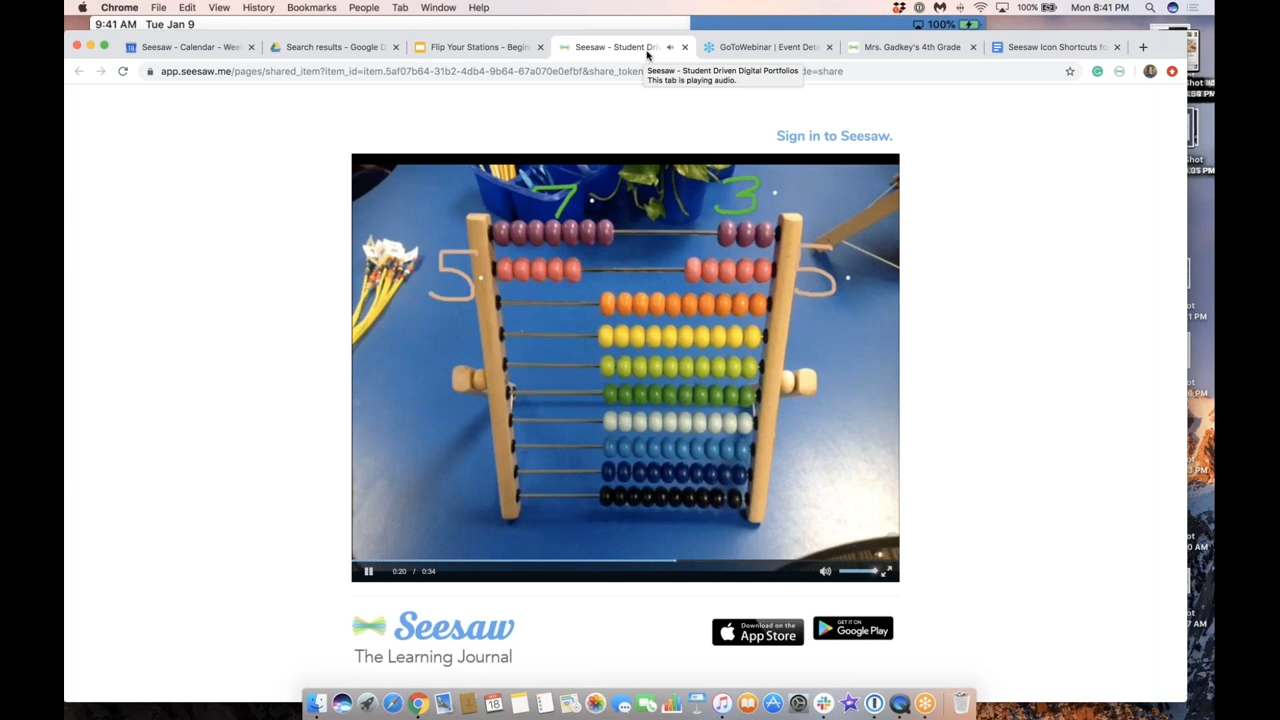 Chrome File Edit View History Bookmarks People Tab Window Help 100% Mon 8:41 PM
9:41 AM Tue Jan 9 100%
Seesaw - Calendar - Wee
Search results - Google D
Flip Your Stations - Begin
Seesaw - Student Dri
GoToWebinar | Event Det
Mrs. Gadkey's 4th Grade
Seesaw Icon Shortcuts fo
app.seesaw.me/pages/shared_item?item_id=item.5af07b64-31b2-4db4-9b64-67a070e0efbf&share_token
de=share
Seesaw - Student Driven Digital Portfolios
This tab is playing audio.
Sign in to Seesaw.
7 3
5 5
0:20 / 0:34
Seesaw
The Learning Journal
Download on the
App Store
GET IT ON
Google Play
18